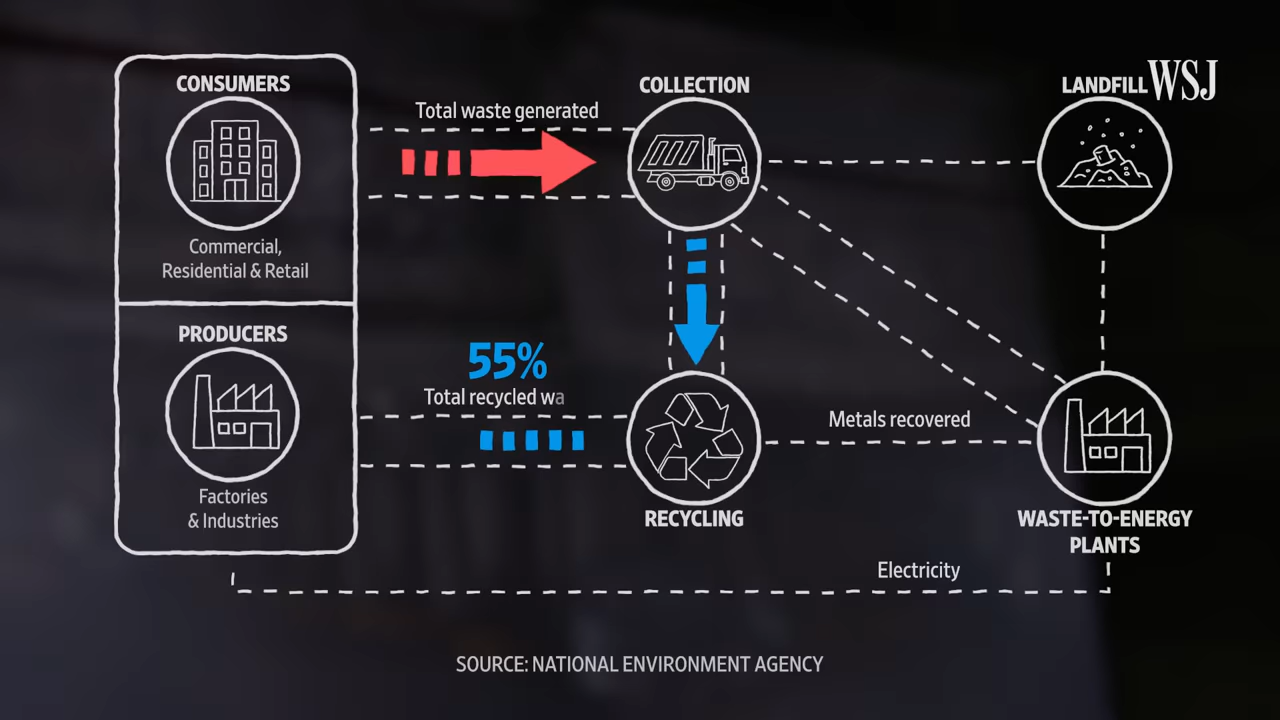 CONSUMERS
Commercial,
Residential & Retail
PRODUCERS
Factories
& Industries
Total waste generated
COLLECTION
LANDFILL
WSJ
55%
Total recycled wa
RECYCLING
Metals recovered
WASTE-TO-ENERGY
PLANTS
Electricity
SOURCE: NATIONAL ENVIRONMENT AGENCY